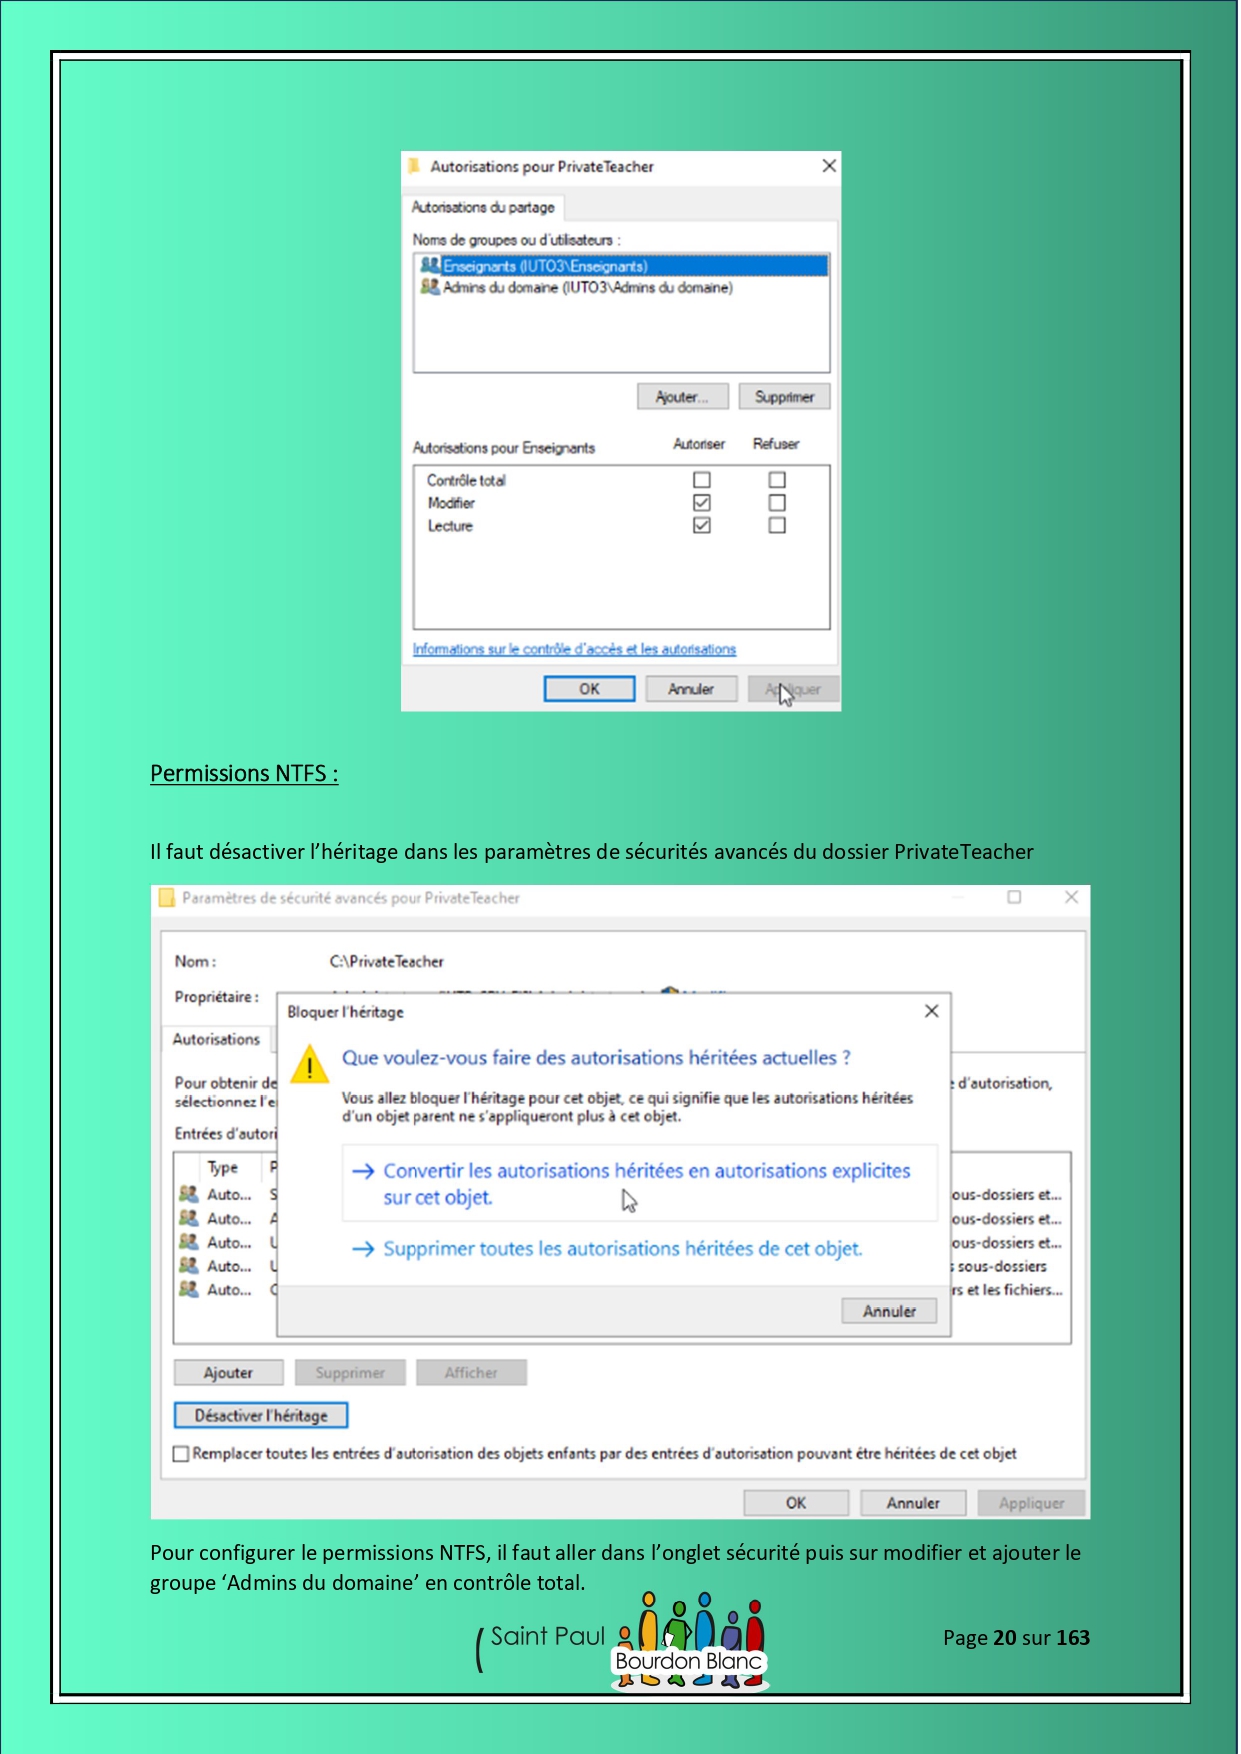 Autorisations pour PrivateTeacher
Autorisations du partage
Noms de groupes ou d'utilisateurs :
Enseignants (IUTO3\Enseignants)
Admins du domaine (IUTO3\Admins du domaine)
Ajouter... Supprimer
Autorisations pour Enseignants Autoriser Refuser
Contrôle total
Modifier
Lecture
Informations sur le contrôle d'accès et les autorisations
OK Annuler Appliquer
Permissions NTFS :
Il faut désactiver l'héritage dans les paramètres de sécurités avancés du dossier PrivateTeacher
Paramètres de sécurité avancés pour PrivateTeacher
Nom : C:\PrivateTeacher
Propriétaire :
Bloquer l'héritage
Autorisations
Que voulez-vous faire des autorisations héritées actuelles ?
Pour obtenir de
d'autorisation,
sélectionnez l'e
Vous allez bloquer l'héritage pour cet objet, ce qui signifie que les autorisations héritées
d'un objet parent ne s'appliqueront plus à cet objet.
Entrées d'autori
Type P
Convertir les autorisations héritées en autorisations explicites
sur cet objet.
Auto... S ous-dossiers et...
Auto... A ous-dossiers et...
Auto... U ous-dossiers et...
Supprimer toutes les autorisations héritées de cet objet.
Auto... U s sous-dossiers
Auto... C rs et les fichiers...
Annuler
Ajouter Supprimer Afficher
Désactiver l'héritage
Remplacer toutes les entrées d'autorisation des objets enfants par des entrées d'autorisation pouvant être héritées de cet objet
OK Annuler Appliquer
Pour configurer le permissions NTFS, il faut aller dans l'onglet sécurité puis sur modifier et ajouter le
groupe 'Admins du domaine' en contrôle total.
Saint Paul
Bourdon Blanc
Page 20 sur 163